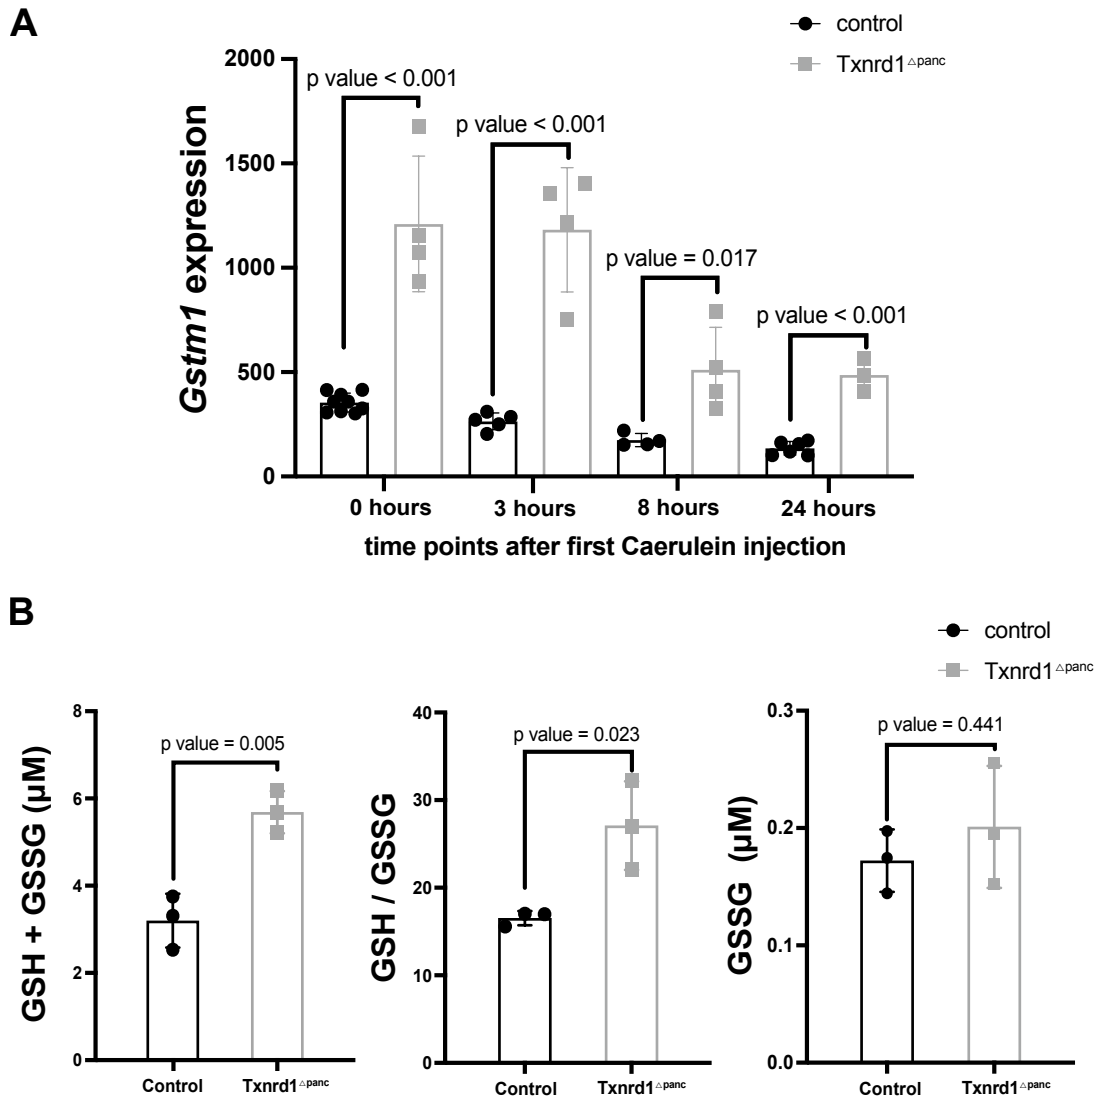 A
control
Txnrd1△panc
2000
1500
1000
500
0
Gstm1 expression
p value < 0.001
p value < 0.001
p value = 0.017
p value < 0.001
0 hours 3 hours 8 hours 24 hours
time points after first Caerulein injection
B
control
Txnrd1△panc
8
6
4
2
0
GSH + GSSG (µM)
p value = 0.005
Control Txnrd1△panc
40
30
20
10
0
GSH / GSSG
p value = 0.023
Control Txnrd1△panc
0.3
0.2
0.1
0.0
GSSG (µM)
p value = 0.441
Control Txnrd1△panc